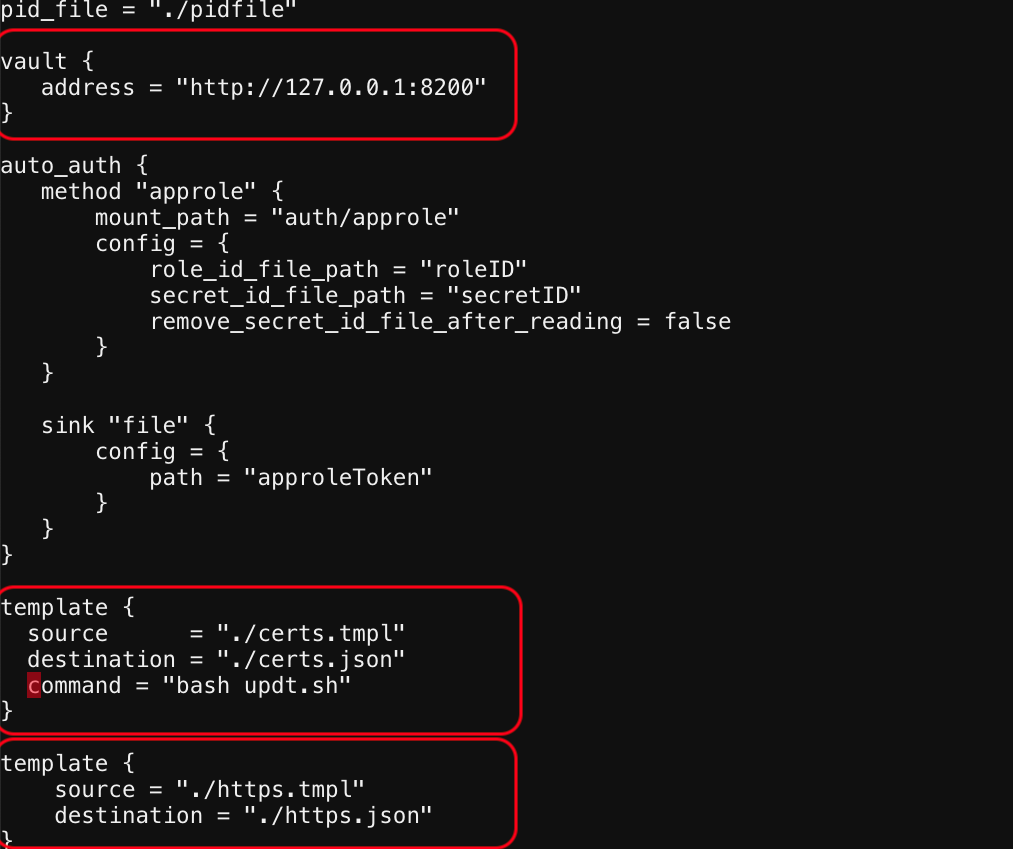 pid_file = "./pidfile"
vault {
   address = "http://127.0.0.1:8200"
}
auto_auth {
   method "approle" {
       mount_path = "auth/approle"
       config = {
           role_id_file_path = "roleID"
           secret_id_file_path = "secretID"
           remove_secret_id_file_after_reading = false
       }
   }
   sink "file" {
       config = {
           path = "approleToken"
       }
   }
}
template {
  source      = "./certs.tmpl"
  destination = "./certs.json"
  command = "bash updt.sh"
}
template {
    source = "./https.tmpl"
    destination = "./https.json"
}